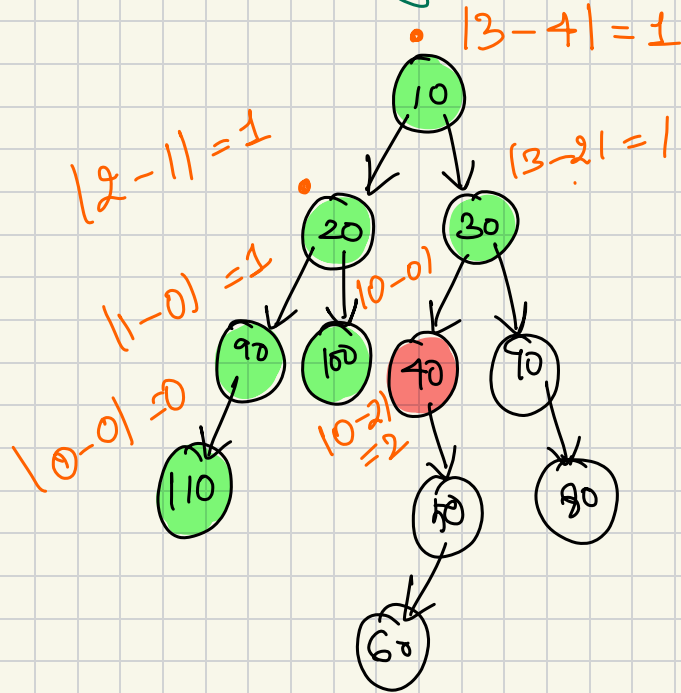 |3-4| = 1
10
|3-2| = 1
|2-1| = 1
20
30
|1-0| = 1
|0-0|
90
100
40
70
|0-0| = 0
|0-2|
= 2
110
50
80
60